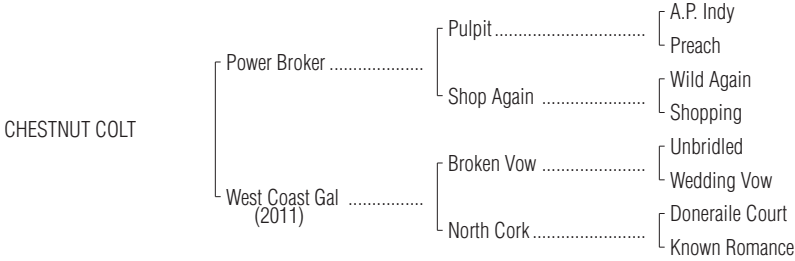 A.P. Indy
Pulpit..............................
Preach
Power Broker ...................
Wild Again
Shop Again .....................
Shopping
CHESTNUT COLT
Unbridled
Broken Vow .....................
Wedding Vow
West Coast Gal ................
(2011)
Doneraile Court
North Cork.......................
Known Romance